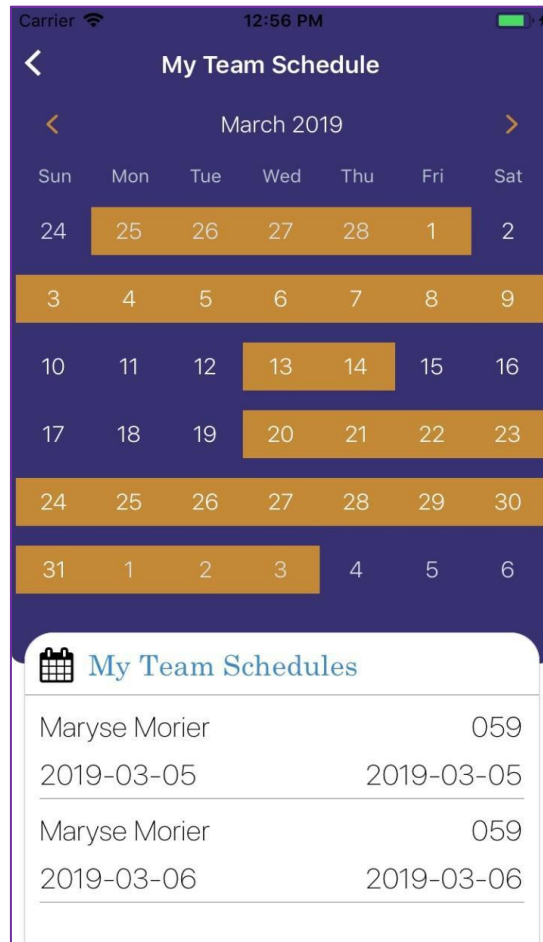 Carrier 12:56 PM
My Team Schedule
March 2019
Sun Mon Tue Wed Thu Fri Sat
24 25 26 27 28 1 2
3 4 5 6 7 8 9
10 11 12 13 14 15 16
17 18 19 20 21 22 23
24 25 26 27 28 29 30
31 1 2 3 4 5 6
My Team Schedules
Maryse Morier 059
2019-03-05 2019-03-05
Maryse Morier 059
2019-03-06 2019-03-06